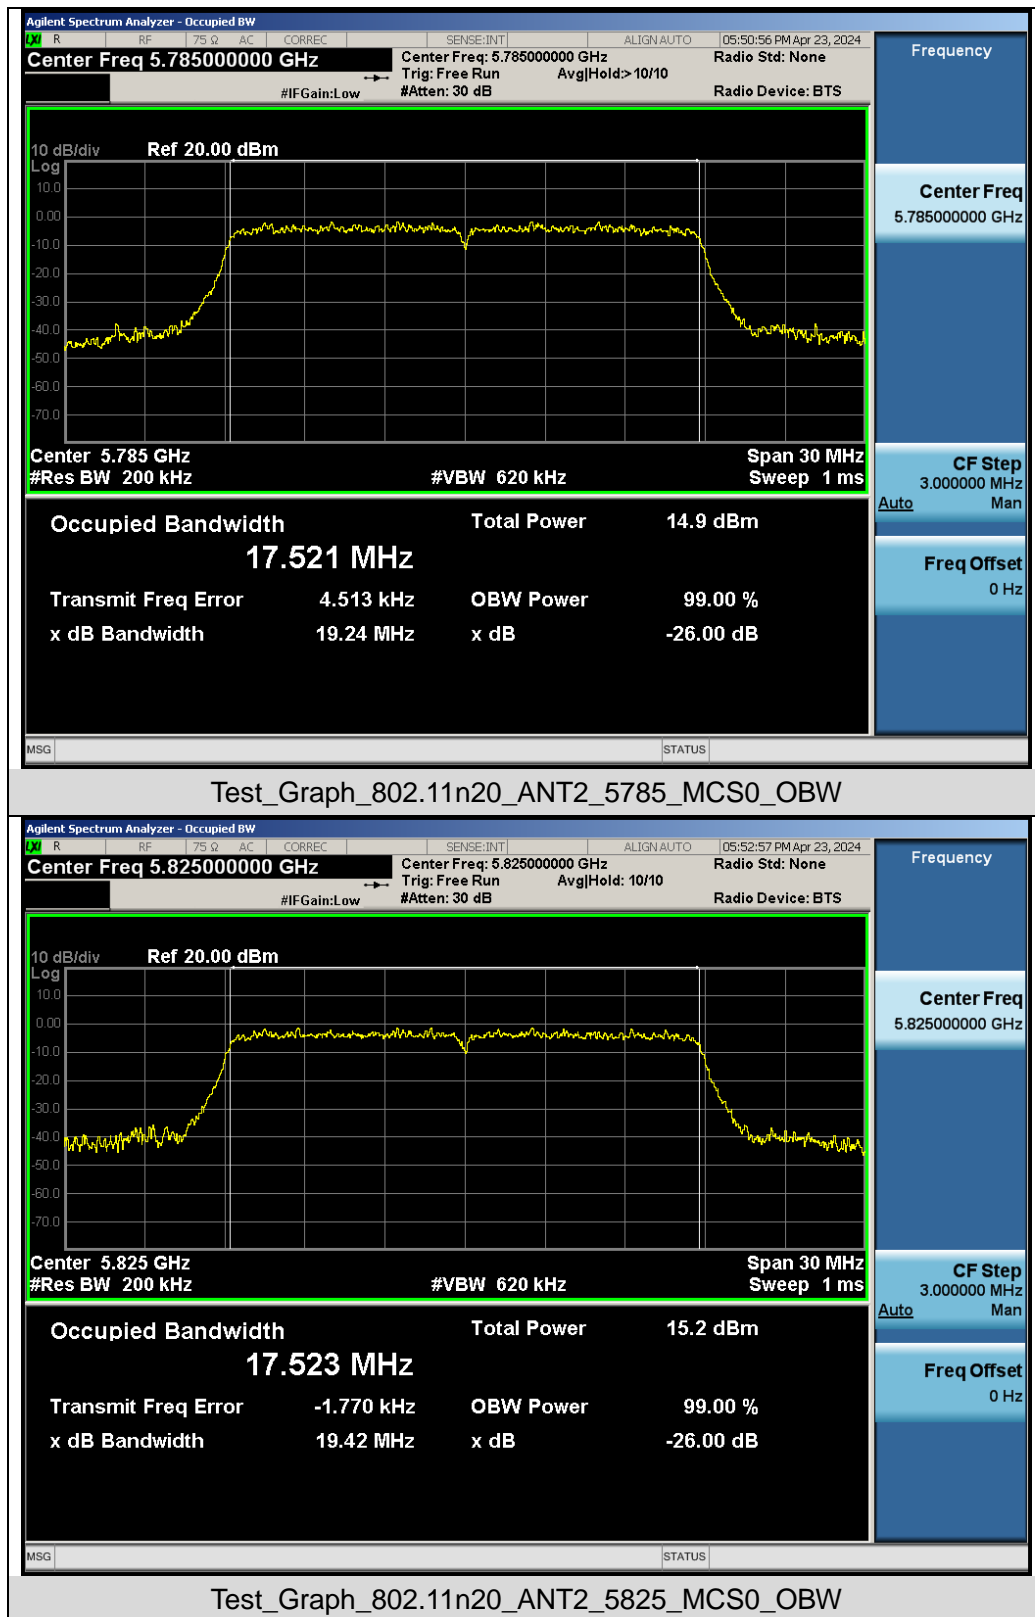 Agilent Spectrum Analyzer - Occupied BW
LXI R RF 75 Ω AC CORREC SENSE:INT ALIGN AUTO 05:50:56 PM Apr 23, 2024
Center Freq 5.785000000 GHz Center Freq: 5.785000000 GHz Radio Std: None
Trig: Free Run Avg|Hold:> 10/10
#IFGain:Low #Atten: 30 dB Radio Device: BTS
Frequency
10 dB/div Ref 20.00 dBm
Log
10.0
0.00
-10.0
-20.0
-30.0
-40.0
-50.0
-60.0
-70.0
Center 5.785 GHz Span 30 MHz
#Res BW 200 kHz #VBW 620 kHz Sweep 1 ms
Center Freq
5.785000000 GHz
CF Step
3.000000 MHz
Auto Man
Freq Offset
0 Hz
Occupied Bandwidth Total Power 14.9 dBm
17.521 MHz
Transmit Freq Error 4.513 kHz OBW Power 99.00 %
x dB Bandwidth 19.24 MHz x dB -26.00 dB
MSG STATUS
Test_Graph_802.11n20_ANT2_5785_MCS0_OBW
Agilent Spectrum Analyzer - Occupied BW
LXI R RF 75 Ω AC CORREC SENSE:INT ALIGN AUTO 05:52:57 PM Apr 23, 2024
Center Freq 5.825000000 GHz Center Freq: 5.825000000 GHz Radio Std: None
Trig: Free Run Avg|Hold: 10/10
#IFGain:Low #Atten: 30 dB Radio Device: BTS
Frequency
10 dB/div Ref 20.00 dBm
Log
10.0
0.00
-10.0
-20.0
-30.0
-40.0
-50.0
-60.0
-70.0
Center 5.825 GHz Span 30 MHz
#Res BW 200 kHz #VBW 620 kHz Sweep 1 ms
Center Freq
5.825000000 GHz
CF Step
3.000000 MHz
Auto Man
Freq Offset
0 Hz
Occupied Bandwidth Total Power 15.2 dBm
17.523 MHz
Transmit Freq Error -1.770 kHz OBW Power 99.00 %
x dB Bandwidth 19.42 MHz x dB -26.00 dB
MSG STATUS
Test_Graph_802.11n20_ANT2_5825_MCS0_OBW